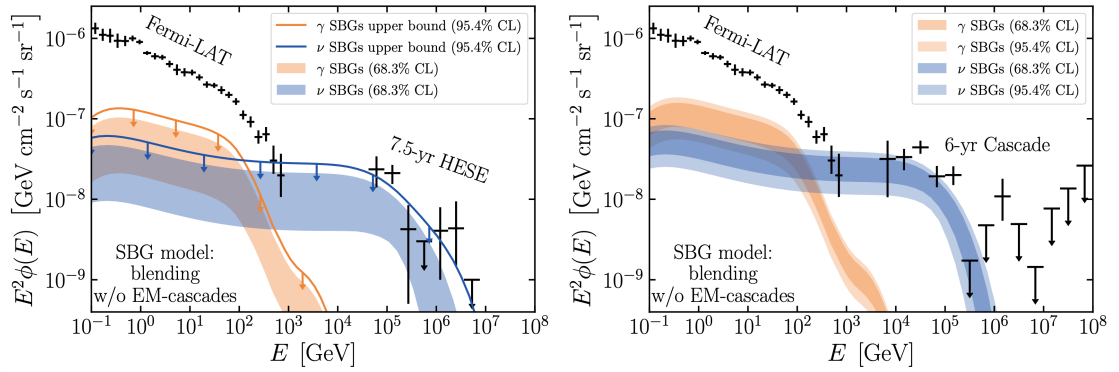 γ SBGs upper bound (95.4% CL)
ν SBGs upper bound (95.4% CL)
γ SBGs (68.3% CL)
ν SBGs (68.3% CL)
Fermi-LAT
7.5-yr HESE
SBG model:
blending
w/o EM-cascades
E²ϕ(E) [GeV cm⁻² s⁻¹ sr⁻¹]
10⁻⁶
10⁻⁷
10⁻⁸
10⁻⁹
10⁻¹ 10⁰ 10¹ 10² 10³ 10⁴ 10⁵ 10⁶ 10⁷ 10⁸
E [GeV]
γ SBGs (68.3% CL)
γ SBGs (95.4% CL)
ν SBGs (68.3% CL)
ν SBGs (95.4% CL)
Fermi-LAT
6-yr Cascade
SBG model:
blending
w/o EM-cascades
E²ϕ(E) [GeV cm⁻² s⁻¹ sr⁻¹]
10⁻⁶
10⁻⁷
10⁻⁸
10⁻⁹
10⁻¹ 10⁰ 10¹ 10² 10³ 10⁴ 10⁵ 10⁶ 10⁷ 10⁸
E [GeV]